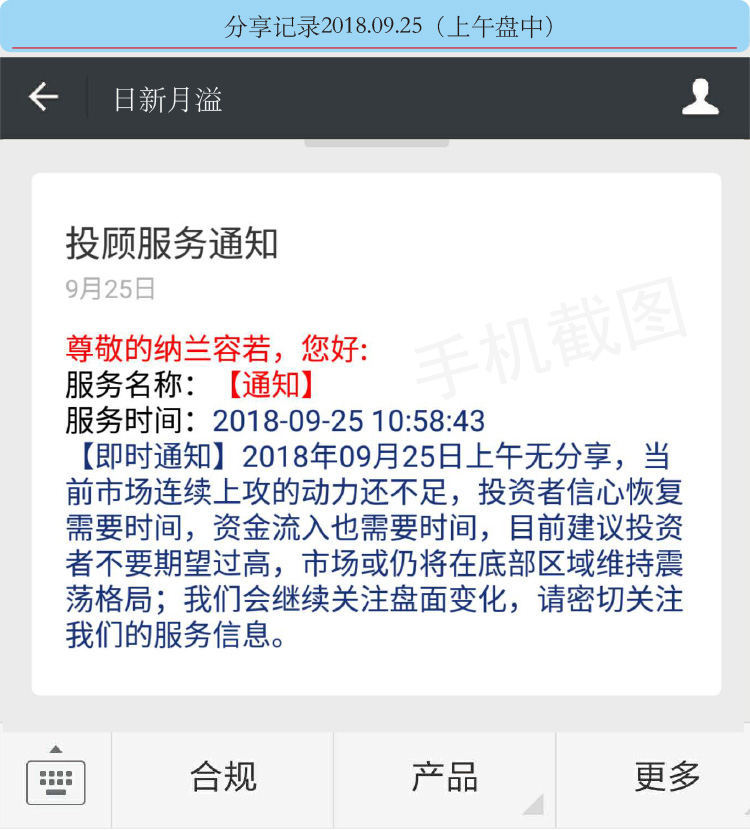 分享记录2018.09.25（上午盘中）
日新月溢
投顾服务通知
9月25日
手机截图
尊敬的纳兰容若，您好:
服务名称：【通知】
服务时间：2018-09-25 10:58:43
【即时通知】2018年09月25日上午无分享，当
前市场连续上攻的动力还不足，投资者信心恢复
需要时间，资金流入也需要时间，目前建议投资
者不要期望过高，市场或仍将在底部区域维持震
荡格局；我们会继续关注盘面变化，请密切关注
我们的服务信息。
合规
产品
更多